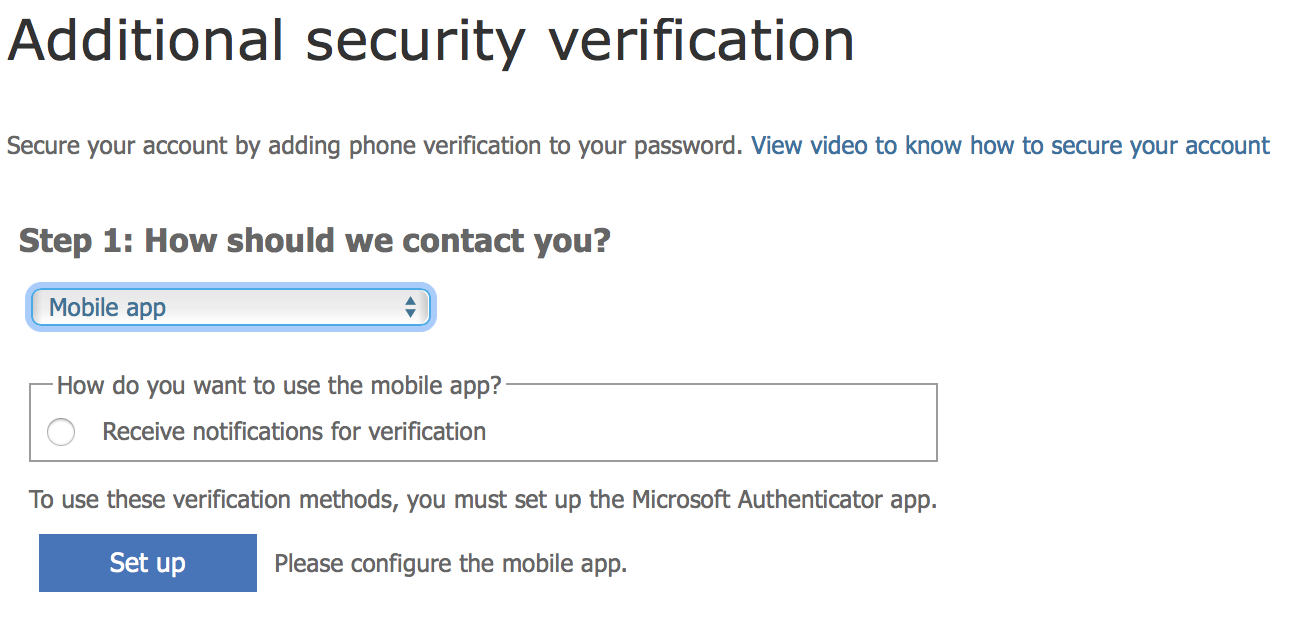 Additional security verification
Secure your account by adding phone verification to your password. View video to know how to secure your account
Step 1: How should we contact you?
Mobile app
How do you want to use the mobile app?
Receive notifications for verification
To use these verification methods, you must set up the Microsoft Authenticator app.
Set up Please configure the mobile app.